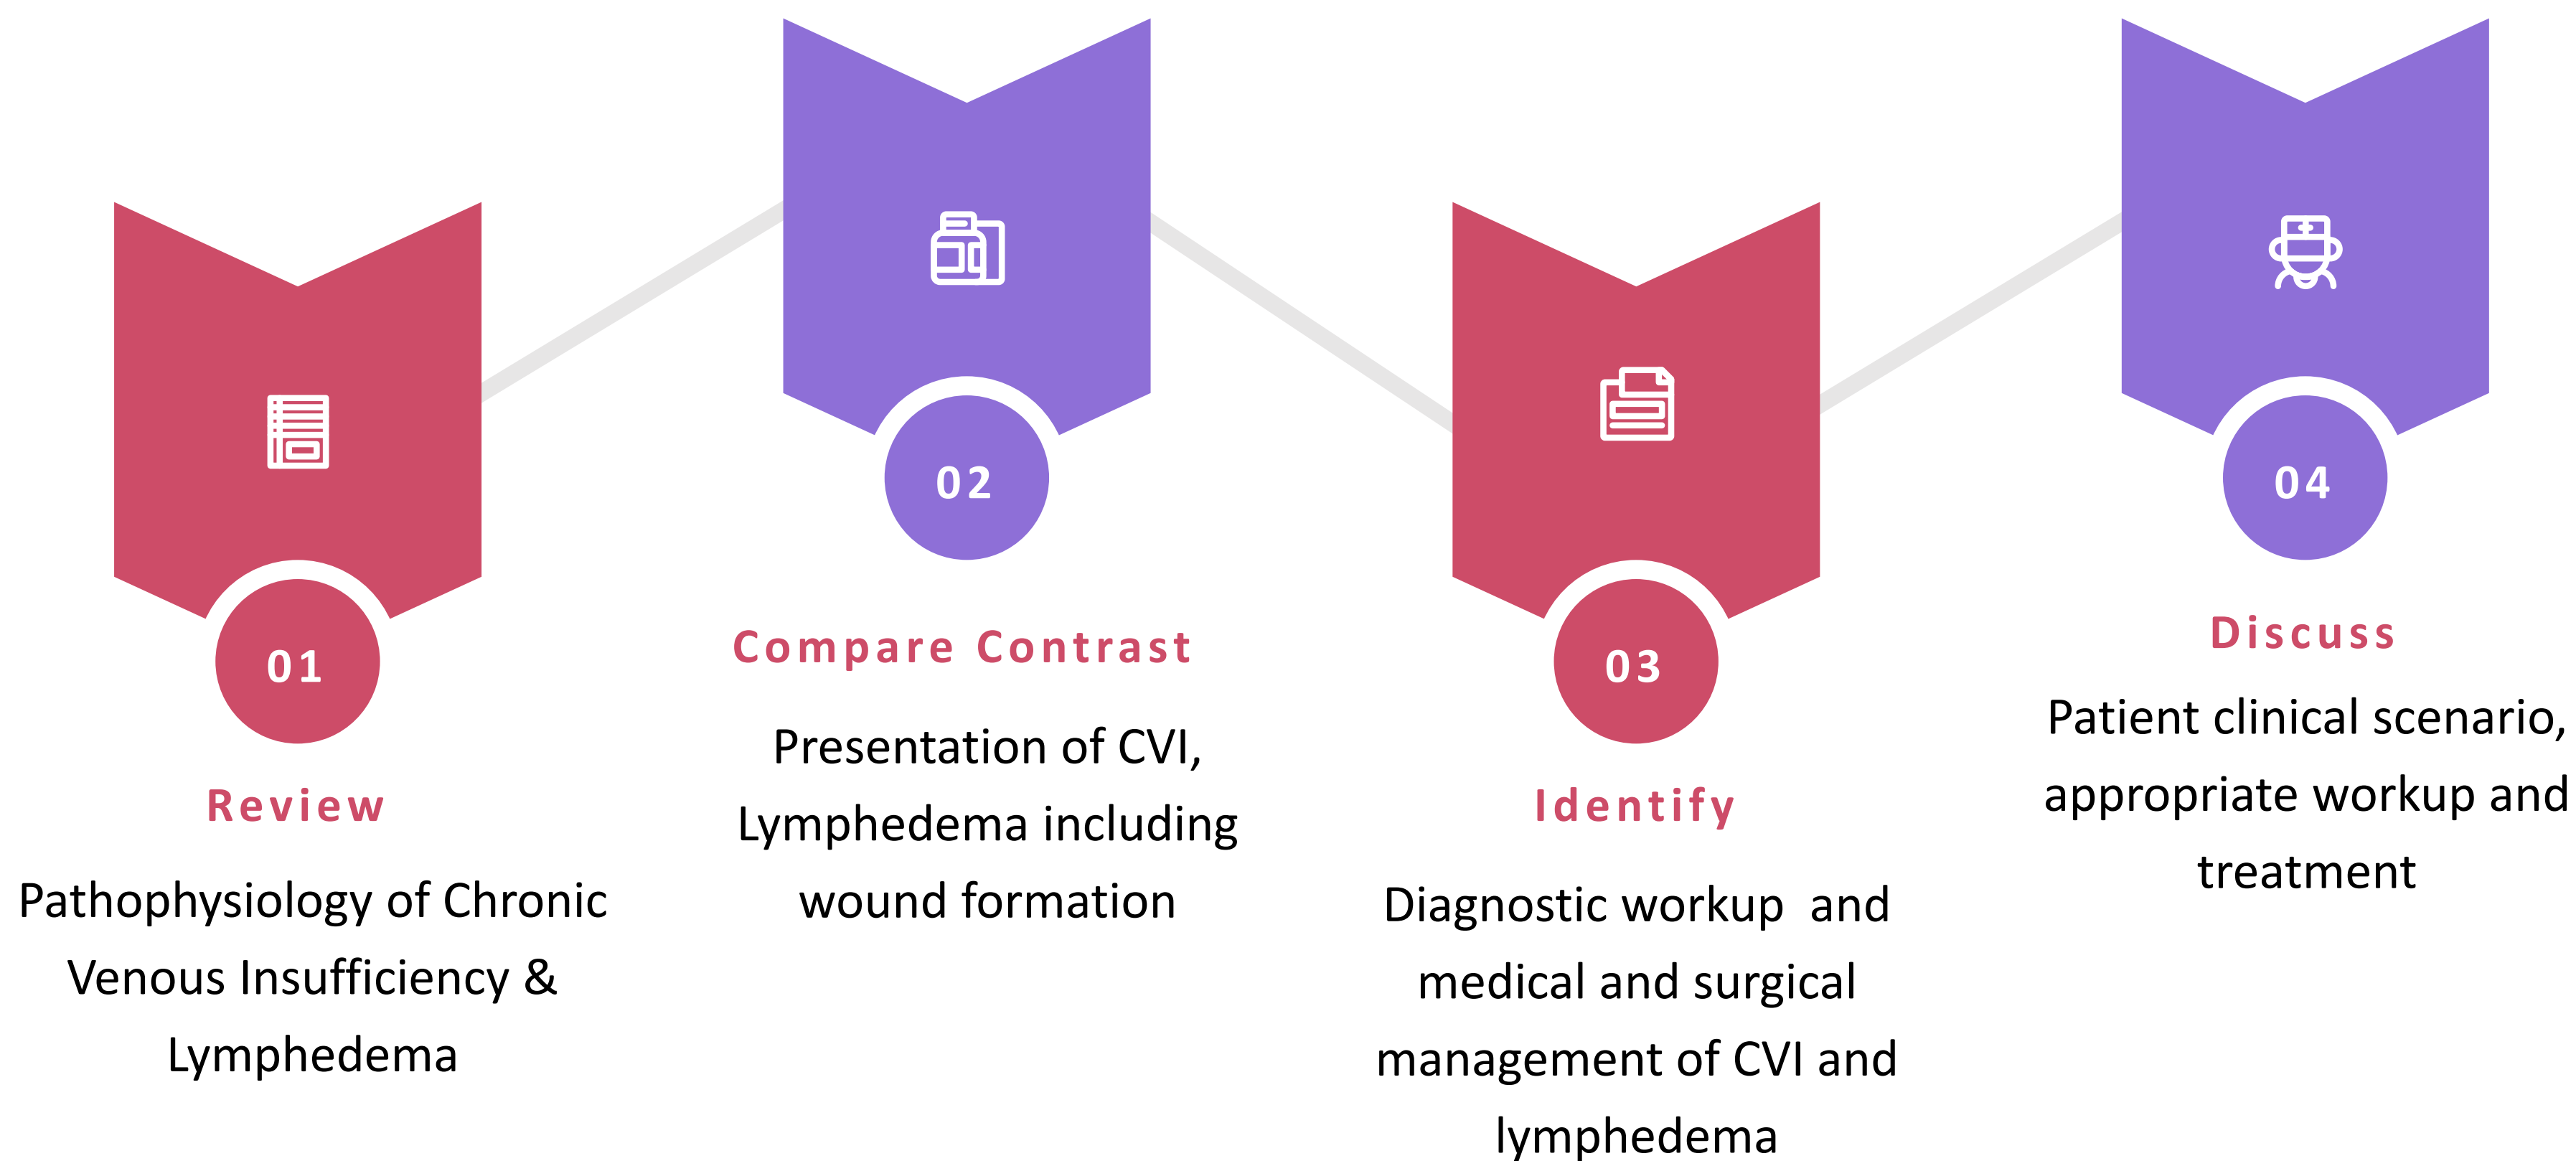 01
Review
Pathophysiology of Chronic
Venous Insufficiency &
Lymphedema
02
Compare Contrast
Presentation of CVI,
Lymphedema including
wound formation
03
Identify
Diagnostic workup  and
medical and surgical
management of CVI and
lymphedema
04
Discuss
Patient clinical scenario,
appropriate workup and
treatment